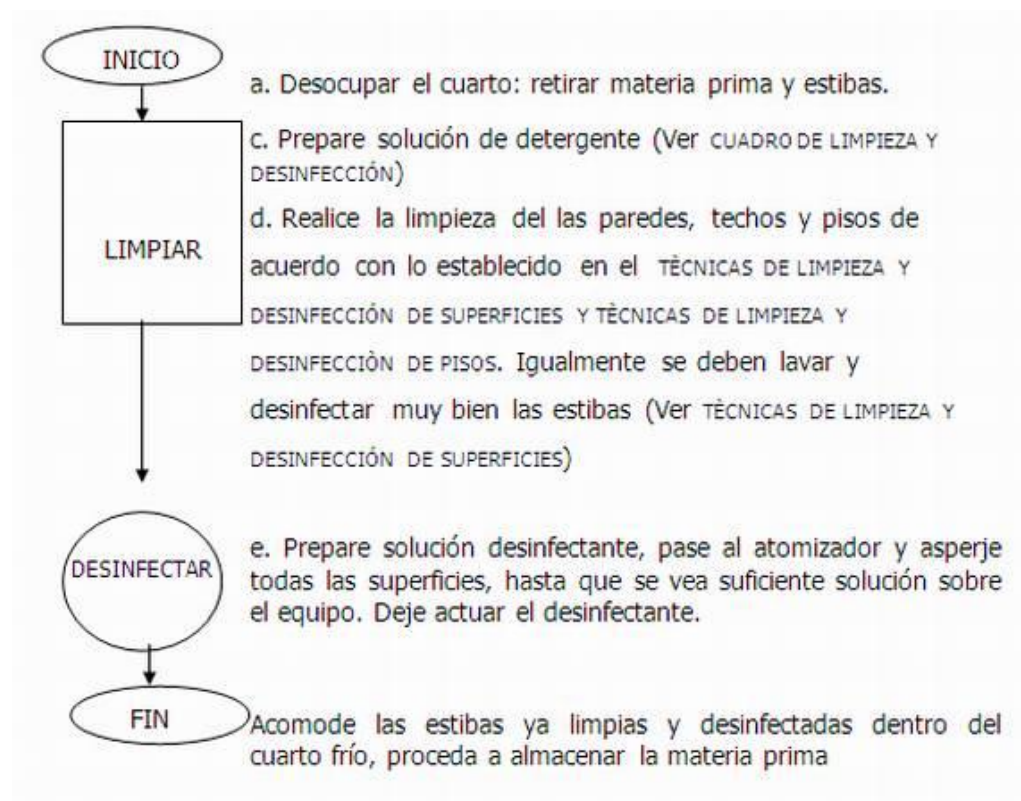 INICIO
a. Desocupar el cuarto: retirar materia prima y estibas.
c. Prepare solución de detergente (Ver CUADRO DE LIMPIEZA Y
DESINFECCIÓN)
d. Realice la limpieza del las paredes, techos y pisos de
LIMPIAR
acuerdo con lo establecido en el TÈCNICAS DE LIMPIEZA Y
DESINFECCIÓN DE SUPERFICIES Y TÈCNICAS DE LIMPIEZA Y
DESINFECCIÒN DE PISOS. Igualmente se deben lavar y
desinfectar muy bien las estibas (Ver TÈCNICAS DE LIMPIEZA Y
DESINFECCIÓN DE SUPERFICIES)
DESINFECTAR
e. Prepare solución desinfectante, pase al atomizador y asperje
todas las superficies, hasta que se vea suficiente solución sobre
el equipo. Deje actuar el desinfectante.
FIN
Acomode las estibas ya limpias y desinfectadas dentro del
cuarto frío, proceda a almacenar la materia prima